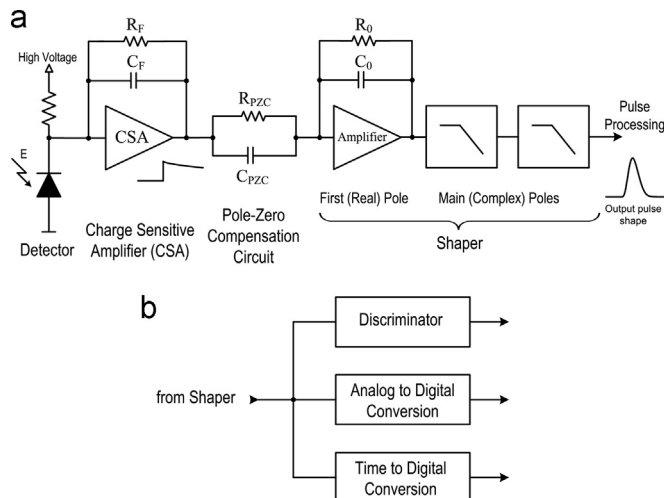 a
R_F
C_F
High Voltage
CSA
E
Detector
Charge Sensitive
Amplifier (CSA)
R_PZC
C_PZC
Pole-Zero
Compensation
Circuit
R_0
C_0
Amplifier
First (Real) Pole
Main (Complex) Poles
Shaper
Pulse
Processing
Output pulse
shape
b
from Shaper
Discriminator
Analog to Digital
Conversion
Time to Digital
Conversion